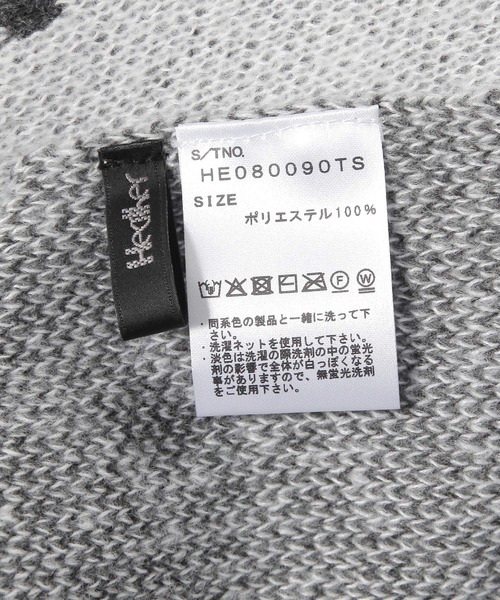 Heather
S/TNO.
HE080090TS
SIZE
ポリエステル100%
F W
・同系色の製品と一緒に洗って下
さい。
・洗濯ネットを使用して下さい。
・淡色は洗濯の際洗剤の中の蛍光
剤の影響で全体が白っぽくなる
事がありますので、無蛍光洗剤
をご使用下さい。